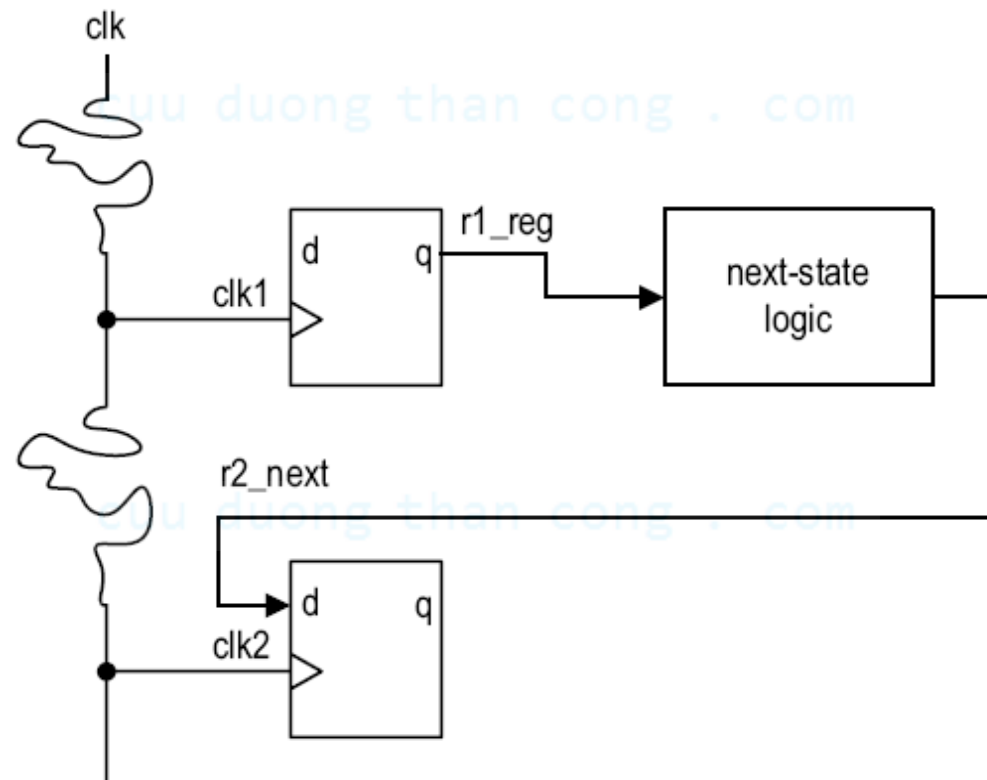 clk
cuu duong than cong . com
r1_reg
d
q
next-state
logic
clk1
r2_next
cuu duong than cong . com
d
q
clk2